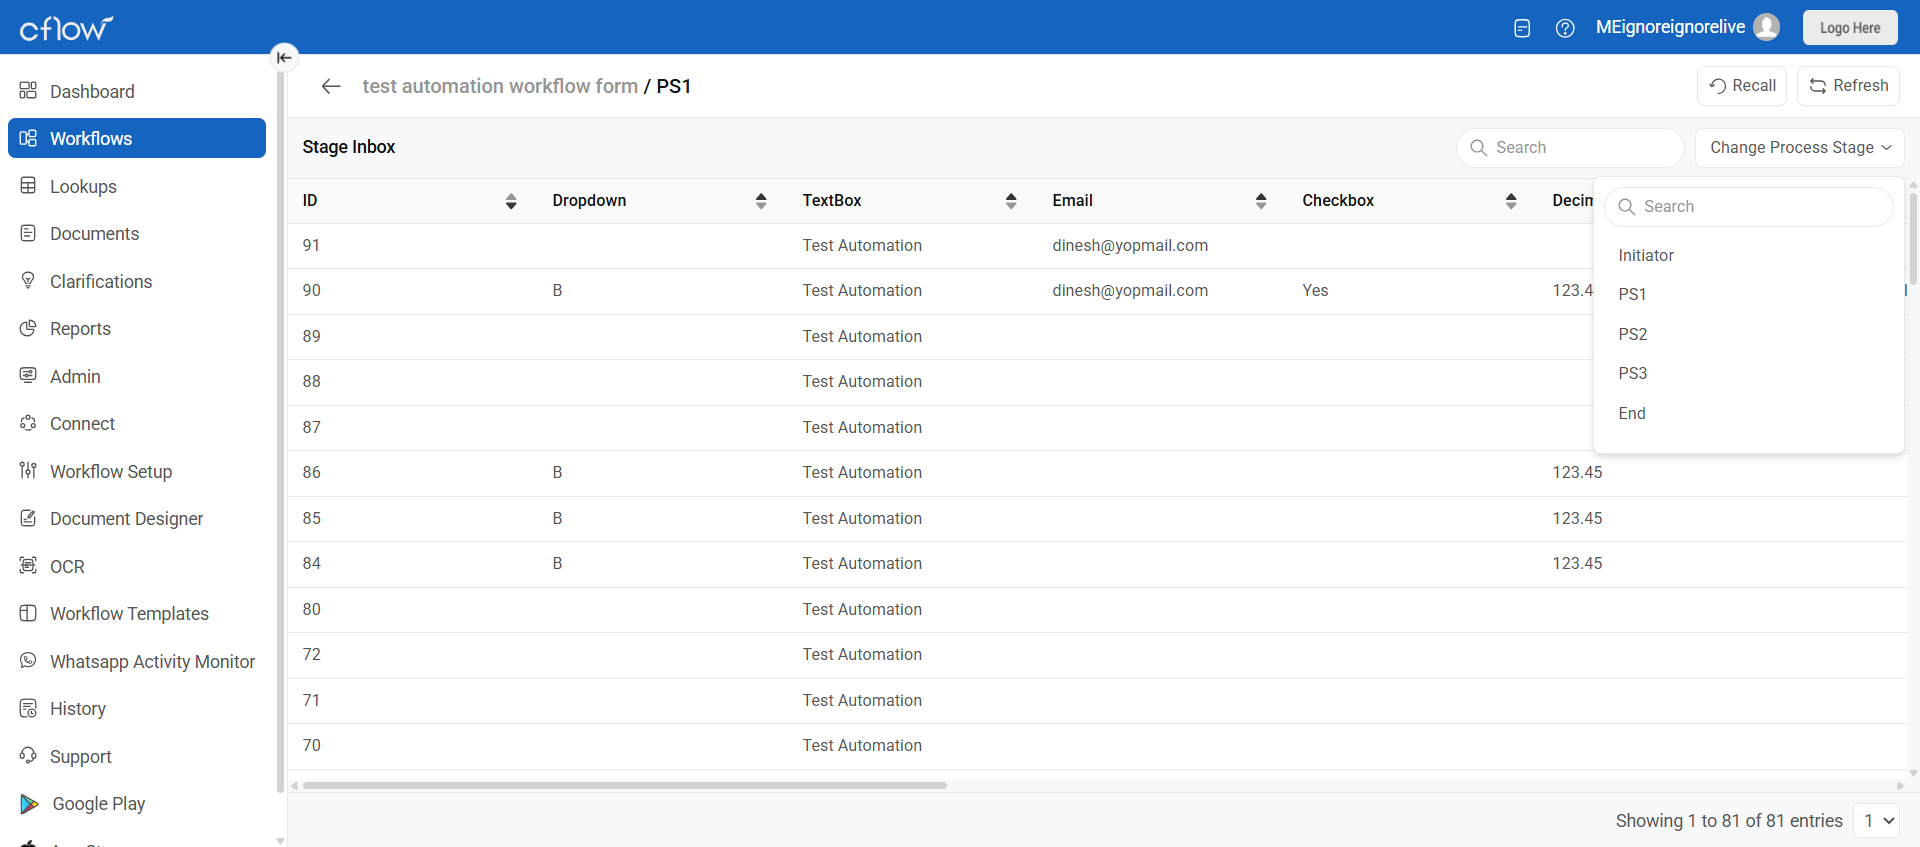 cflow
MEignoreignorelive
Logo Here
Dashboard
Workflows
Lookups
Documents
Clarifications
Reports
Admin
Connect
Workflow Setup
Document Designer
OCR
Workflow Templates
Whatsapp Activity Monitor
History
Support
Google Play
test automation workflow form / PS1
Recall
Refresh
Stage Inbox
Search
Change Process Stage
ID Dropdown TextBox Email Checkbox Decim
91 Test Automation dinesh@yopmail.com
90 B Test Automation dinesh@yopmail.com Yes 123.4
89 Test Automation
88 Test Automation
87 Test Automation
86 B Test Automation 123.45
85 B Test Automation 123.45
84 B Test Automation 123.45
80 Test Automation
72 Test Automation
71 Test Automation
70 Test Automation
Search
Initiator
PS1
PS2
PS3
End
Showing 1 to 81 of 81 entries 1